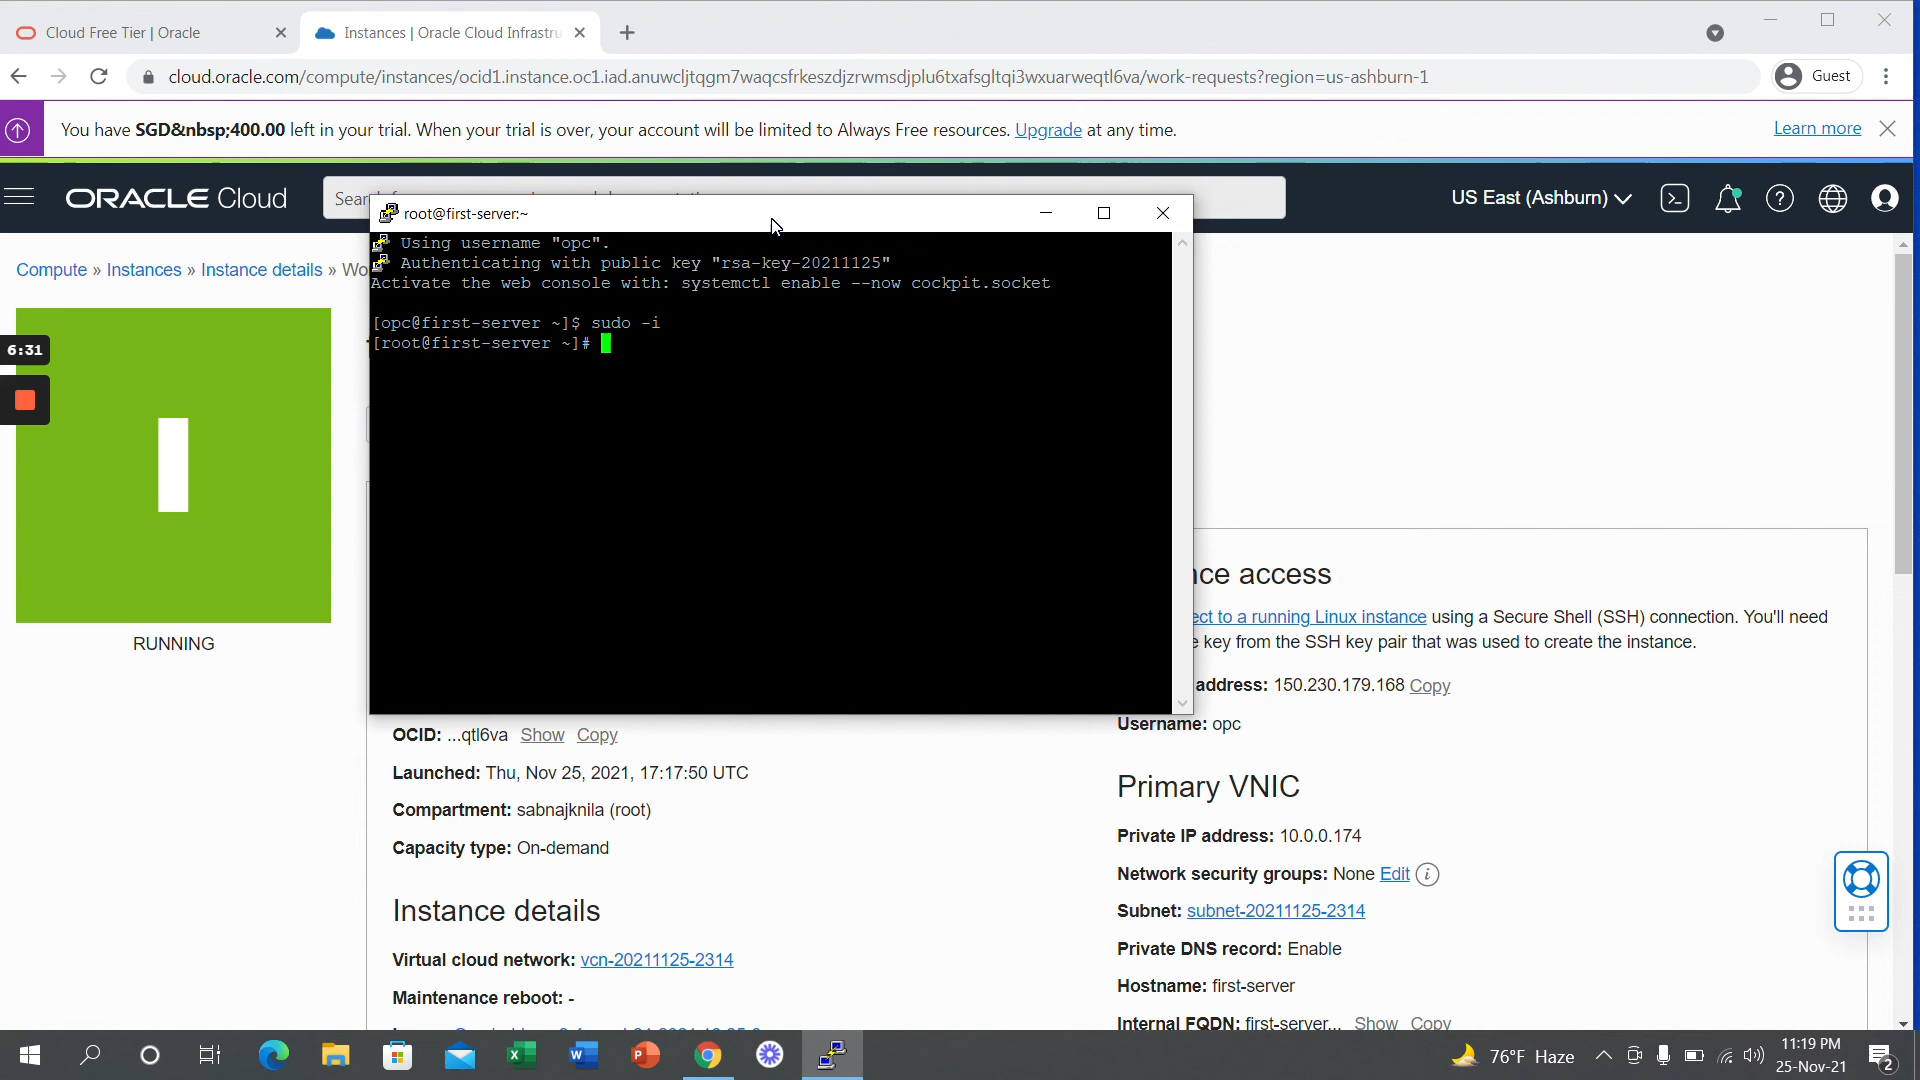 Cloud Free Tier | Oracle
Instances | Oracle Cloud Infrastru
cloud.oracle.com/compute/instances/ocid1.instance.oc1.iad.anuwcljtqgm7waqcsfrkeszdjzrwmsdjplu6txafsgltqi3wxuarweqtl6va/work-requests?region=us-ashburn-1
Guest
You have SGD&nbsp;400.00 left in your trial. When your trial is over, your account will be limited to Always Free resources. Upgrade at any time.
Learn more
ORACLE Cloud
US East (Ashburn)
root@first-server:~
Using username "opc".
Authenticating with public key "rsa-key-20211125"
Activate the web console with: systemctl enable --now cockpit.socket
[opc@first-server ~]$ sudo -i
[root@first-server ~]#
Compute » Instances » Instance details » Wo
6:31
RUNNING
OCID: ...qtl6va Show Copy
Launched: Thu, Nov 25, 2021, 17:17:50 UTC
Compartment: sabnajknila (root)
Capacity type: On-demand
Instance details
Virtual cloud network: vcn-20211125-2314
Maintenance reboot: -
nce access
ect to a running Linux instance using a Secure Shell (SSH) connection. You'll need
e key from the SSH key pair that was used to create the instance.
address: 150.230.179.168 Copy
Username: opc
Primary VNIC
Private IP address: 10.0.0.174
Network security groups: None Edit
Subnet: subnet-20211125-2314
Private DNS record: Enable
Hostname: first-server
Internal FQDN: first-server... Show Copy
76°F Haze
11:19 PM
25-Nov-21
2